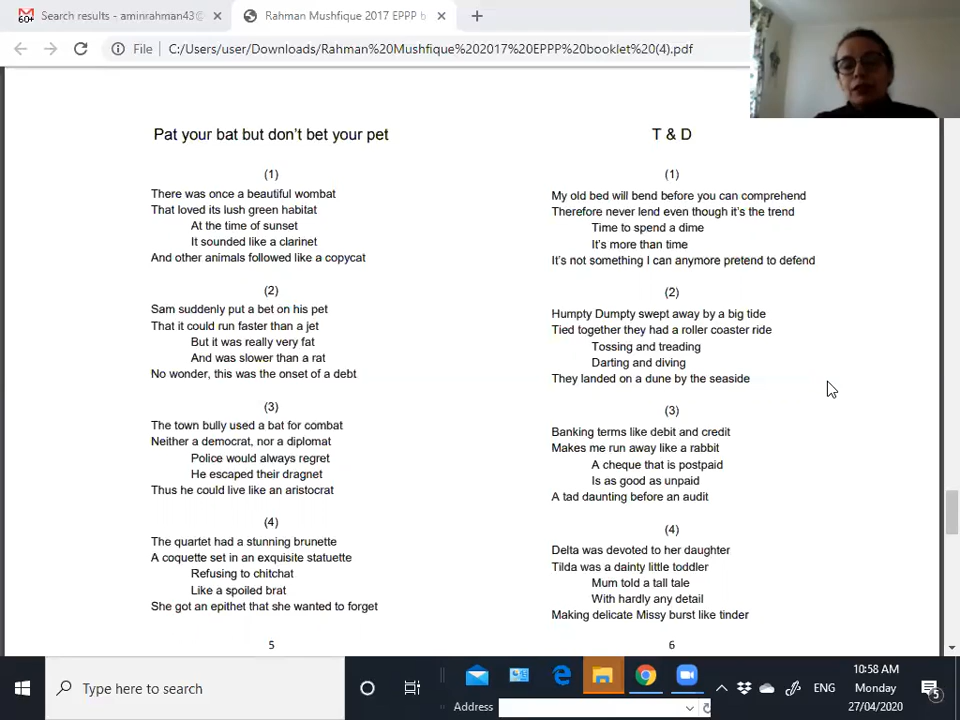 Search results - aminrahman43@
Rahman Mushfique 2017 EPPP b
60+
File
C:/Users/user/Downloads/Rahman%20Mushfique%202017%20EPPP%20booklet%20(4).pdf
Pat your bat but don't bet your pet
(1)
There was once a beautiful wombat
That loved its lush green habitat
At the time of sunset
It sounded like a clarinet
And other animals followed like a copycat
(2)
Sam suddenly put a bet on his pet
That it could run faster than a jet
But it was really very fat
And was slower than a rat
No wonder, this was the onset of a debt
(3)
The town bully used a bat for combat
Neither a democrat, nor a diplomat
Police would always regret
He escaped their dragnet
Thus he could live like an aristocrat
(4)
The quartet had a stunning brunette
A coquette set in an exquisite statuette
Refusing to chitchat
Like a spoiled brat
She got an epithet that she wanted to forget
5
T & D
(1)
My old bed will bend before you can comprehend
Therefore never lend even though it's the trend
Time to spend a dime
It's more than time
It's not something I can anymore pretend to defend
(2)
Humpty Dumpty swept away by a big tide
Tied together they had a roller coaster ride
Tossing and treading
Darting and diving
They landed on a dune by the seaside
(3)
Banking terms like debit and credit
Makes me run away like a rabbit
A cheque that is postpaid
Is as good as unpaid
A tad daunting before an audit
(4)
Delta was devoted to her daughter
Tilda was a dainty little toddler
Mum told a tall tale
With hardly any detail
Making delicate Missy burst like tinder
6
Type here to search
Address
ENG
10:58 AM
Monday
27/04/2020
5